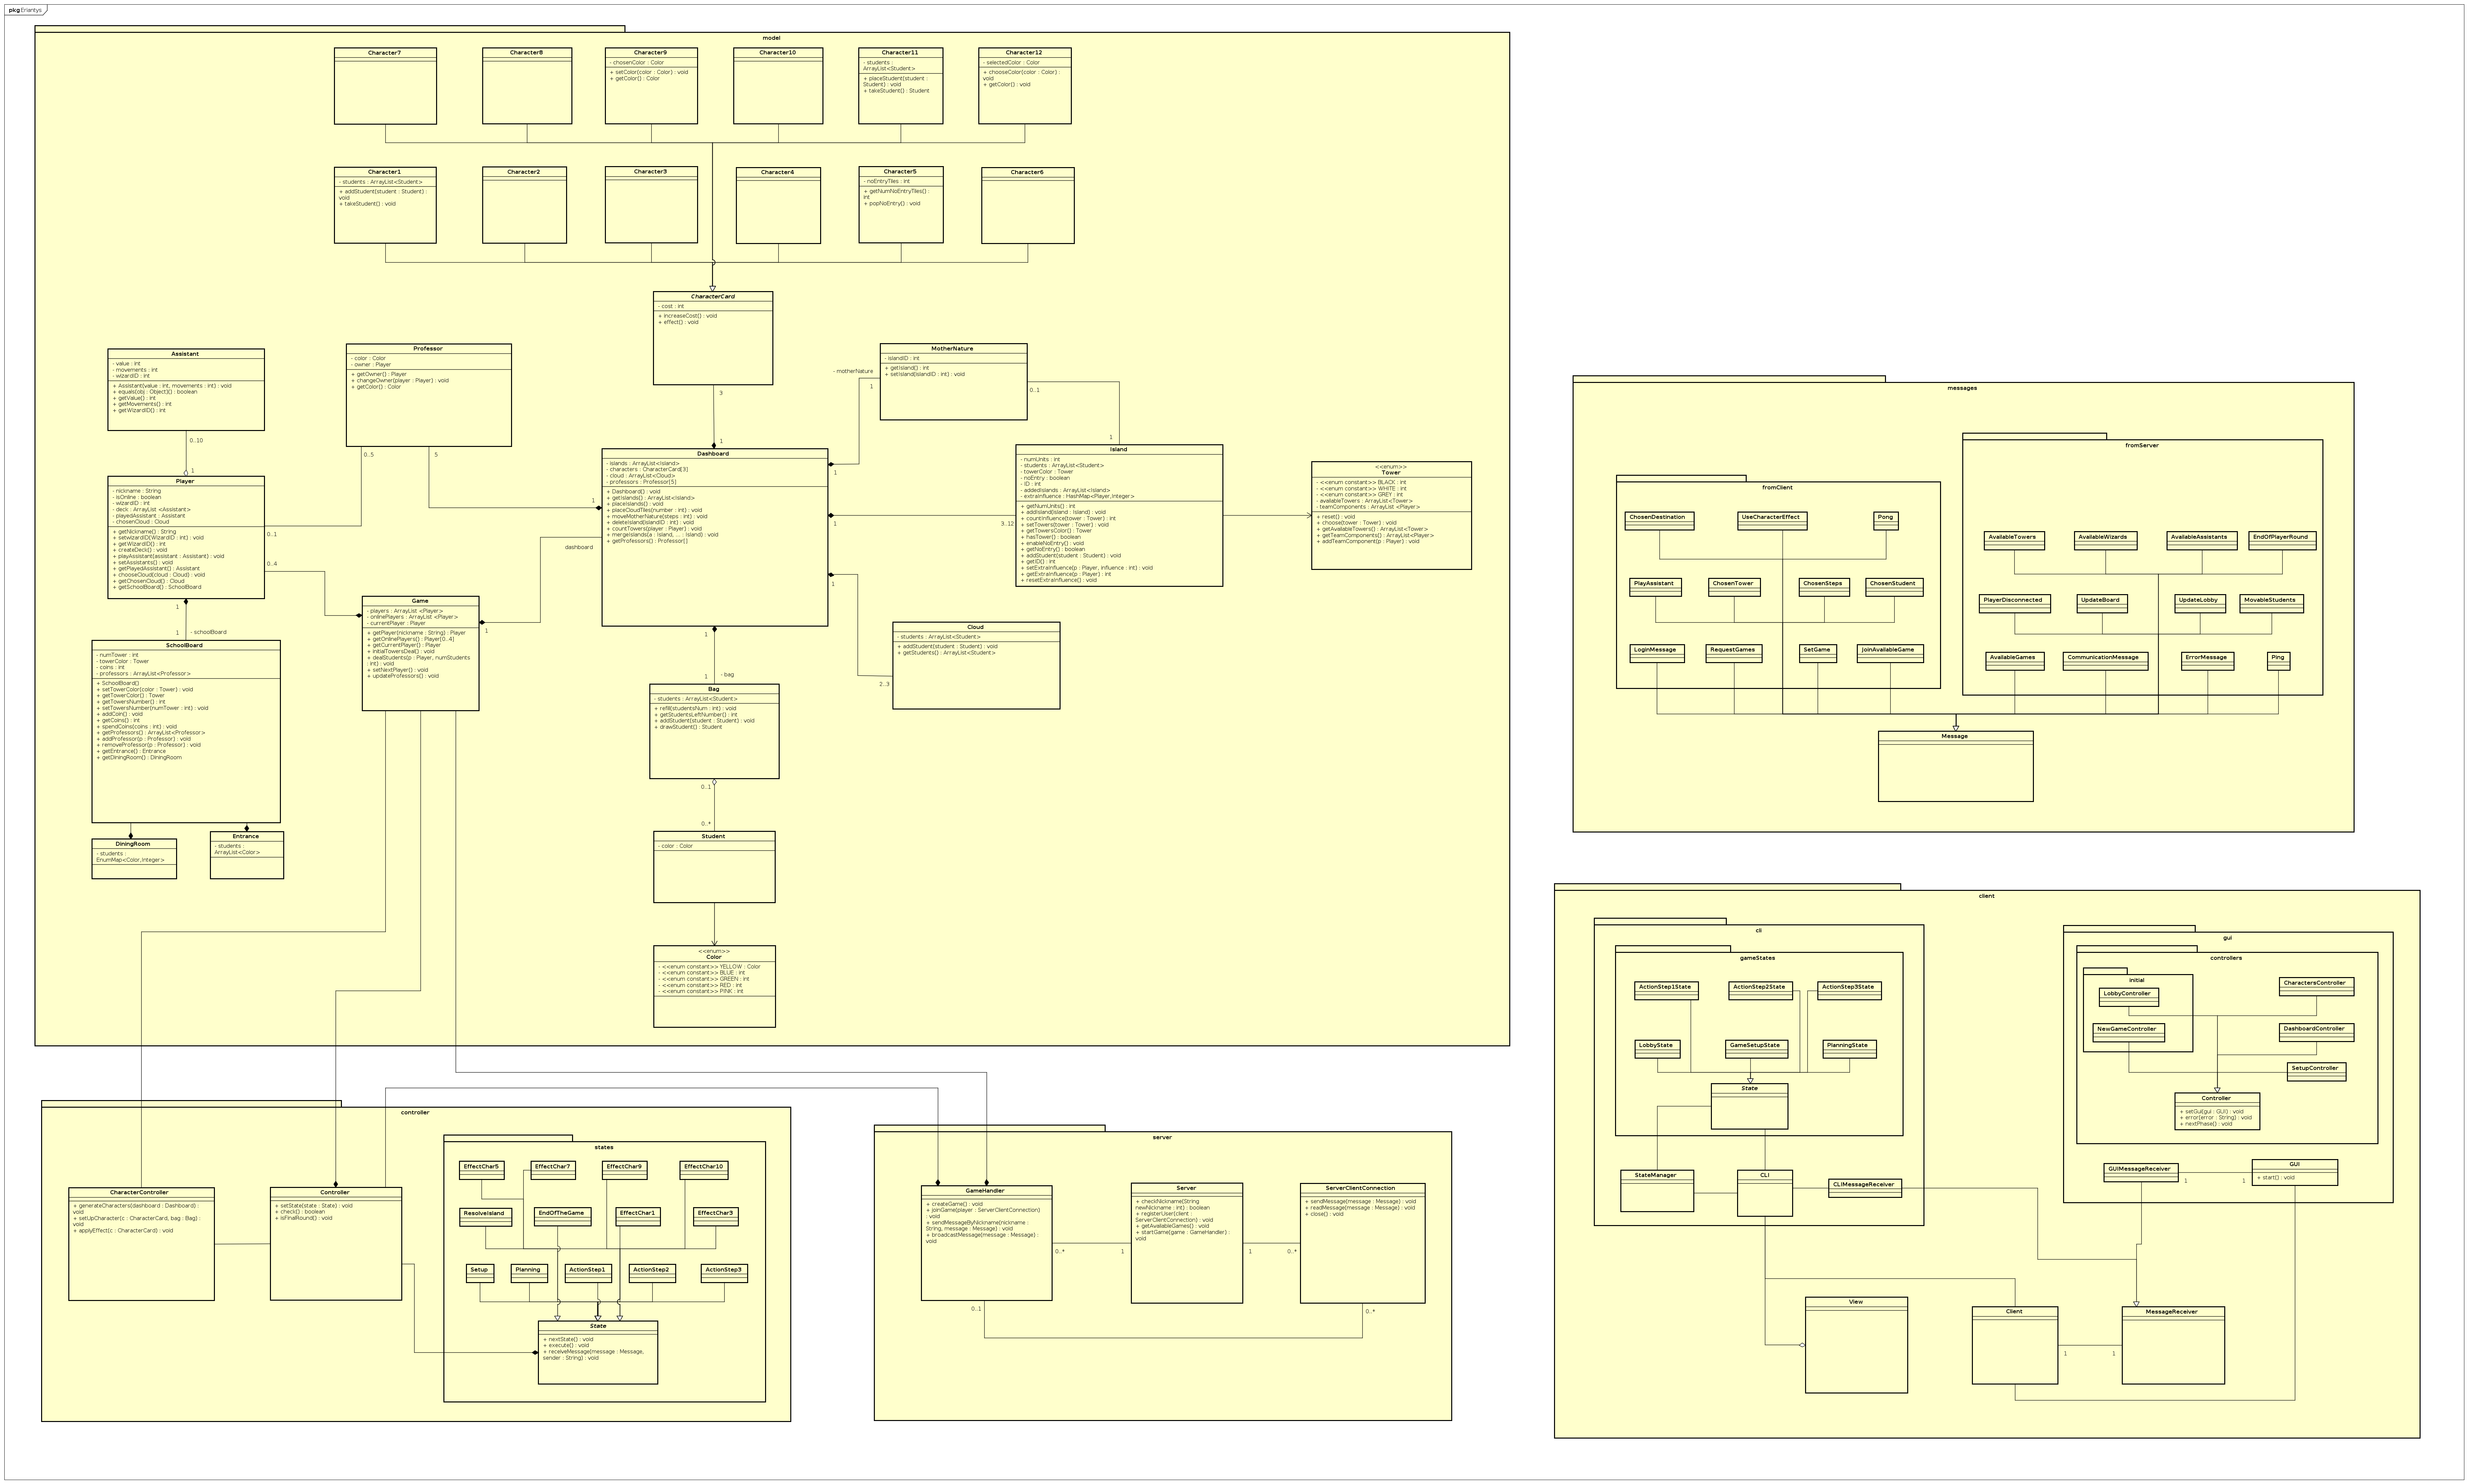 pkg Eriantys
model
Character7
Character8
Character9
- chosenColor : Color
+ setColor(color : Color) : void
+ getColor() : Color
Character10
Character11
- students :
ArrayList<Student>
+ placeStudent(student :
Student) : void
+ takeStudent() : Student
Character12
- selectedColor : Color
+ chooseColor(color : Color) :
void
+ getColor() : void
Character1
- students : ArrayList<Student>
+ addStudent(student : Student) :
void
+ takeStudent() : void
Character2
Character3
Character4
Character5
- noEntryTiles : int
+ getNumNoEntryTiles() :
int
+ popNoEntry() : void
Character6
CharacterCard
- cost : int
+ increaseCost() : void
+ effect() : void
3
1
Assistant
- value : int
- movements : int
- wizardID : int
+ Assistant(value : int, movements : int) : void
+ equals(obj : Object[]) : boolean
+ getValue() : int
+ getMovements() : int
+ getWizardID() : int
0..10
1
Professor
- color : Color
- owner : Player
+ getOwner() : Player
+ changeOwner(player : Player) : void
+ getColor() : Color
0..5
5
1
MotherNature
- islandID : int
+ getIsland() : int
+ setIsland(islandID : int) : void
- motherNature
1
1
0..1
1
Player
- nickname : String
- isOnline : boolean
- wizardID : int
- deck : ArrayList <Assistant>
- playedAssistant : Assistant
- chosenCloud : Cloud
+ getNickname() : String
+ setwizardID(WizardID : int) : void
+ getWizardID() : int
+ createDeck() : void
+ playAssistant(assistant : Assistant) : void
+ setAssistants() : void
+ getPlayedAssistant() : Assistant
+ chooseCloud(cloud : Cloud) : void
+ getChosenCloud() : Cloud
+ getSchoolBoard() : SchoolBoard
0..1
0..4
1
1
- schoolBoard
Dashboard
- islands : ArrayList<Island>
- characters : CharacterCard[3]
- cloud : ArrayList<Cloud>
- professors : Professor[5]
+ Dashboard() : void
+ getIslands() : ArrayList<Island>
+ placeIslands() : void
+ placeCloudTiles(number : int) : void
+ moveMotherNature(steps : int) : void
+ deleteIsland(IslandID : int) : void
+ countTowers(player : Player) : void
+ mergeIslands(a : Island, ... : Island) : void
+ getProfessors() : Professor[]
dashboard
1
1
3,12
Island
- numUnits : int
- students : ArrayList<Student>
- towerColor : Tower
- noEntry : boolean
- ID : int
- addedIslands : ArrayList<Island>
- extraInfluence : HashMap<Player,Integer>
+ getNumUnits() : int
+ addIsland(island : Island) : void
+ countInfluence(tower : Tower) : int
+ setTowers(tower : Tower) : void
+ getTowersColor() : Tower
+ hasTower() : boolean
+ enableNoEntry() : void
+ getNoEntry() : boolean
+ addStudent(student : Student) : void
+ getID() : int
+ setExtraInfluence(p : Player, influence : int) : void
+ getExtraInfluence(p : Player) : int
+ resetExtraInfluence() : void
<<enum>>
Tower
- <<enum constant>> BLACK : int
- <<enum constant>> WHITE : int
- <<enum constant>> GREY : int
- availableTowers : ArrayList<Tower>
- teamComponents : ArrayList <Player>
+ reset() : void
+ choose(tower : Tower) : void
+ getAvailableTowers() : ArrayList<Tower>
+ getTeamComponents() : ArrayList<Player>
+ addTeamComponent(p : Player) : void
Game
- players : ArrayList <Player>
- onlinePlayers : ArrayList <Player>
- currentPlayer : Player
+ getPlayer(nickname : String) : Player
+ getOnlinePlayers() : Player[0..4]
+ getCurrentPlayer() : Player
+ initialTowersDeal() : void
+ dealStudents(p : Player, numStudents
: int) : void
+ setNextPlayer() : void
+ updateProfessors() : void
SchoolBoard
- numTower : int
- towerColor : Tower
- coins : int
- professors : ArrayList<Professor>
+ SchoolBoard()
+ setTowerColor(color : Tower) : void
+ getTowerColor() : Tower
+ getTowersNumber() : int
+ setTowersNumber(numTower : int) : void
+ addCoin() : void
+ getCoins() : int
+ spendCoins(coins : int) : void
+ getProfessors() : ArrayList<Professor>
+ addProfessor(p : Professor) : void
+ removeProfessor(p : Professor) : void
+ getEntrance() : Entrance
+ getDiningRoom() : DiningRoom
DiningRoom
- students :
EnumMap<Color,Integer>
Entrance
- students :
ArrayList<Color>
1
Cloud
- students : ArrayList<Student>
+ addStudent(student : Student) : void
+ getStudents() : ArrayList<Student>
2..3
1
1
- bag
Bag
- students : ArrayList<Student>
+ refill(studentsNum : int) : void
+ getStudentsLeftNumber() : int
+ addStudent(student : Student) : void
+ drawStudent() : Student
0..1
0..*
Student
- color : Color
<<enum>>
Color
- <<enum constant>> YELLOW : Color
- <<enum constant>> BLUE : int
- <<enum constant>> GREEN : int
- <<enum constant>> RED : int
- <<enum constant>> PINK : int
messages
fromClient
ChosenDestination
UseCharacterEffect
Pong
PlayAssistant
ChosenTower
ChosenSteps
ChosenStudent
LoginMessage
RequestGames
SetGame
JoinAvailableGame
fromServer
AvailableTowers
AvailableWizards
AvailableAssistants
EndOfPlayerRound
PlayerDisconnected
UpdateBoard
UpdateLobby
MovableStudents
AvailableGames
CommunicationMessage
ErrorMessage
Ping
Message
controller
CharacterController
+ generateCharacters(dashboard : Dashboard) :
void
+ setUpCharacter(c : CharacterCard, bag : Bag) :
void
+ applyEffect(c : CharacterCard) : void
Controller
+ setState(state : State) : void
+ check() : boolean
+ isFinalRound() : void
states
EffectChar5
EffectChar7
EffectChar9
EffectChar10
ResolveIsland
EndOfTheGame
EffectChar1
EffectChar3
Setup
Planning
ActionStep1
ActionStep2
ActionStep3
State
+ nextState() : void
+ execute() : void
+ receiveMessage(message : Message,
sender : String) : void
server
GameHandler
+ createGame() : void
+ joinGame(player : ServerClientConnection)
: void
+ sendMessageByNickname(nickname :
String, message : Message) : void
+ broadcastMessage(message : Message) :
void
0..*
1
Server
+ checkNickname(String
newNickname : int) : boolean
+ registerUser(client :
ServerClientConnection) : void
+ getAvailableGames() : void
+ startGame(game : GameHandler) :
void
1
0..*
ServerClientConnection
+ sendMessage(message : Message) : void
+ readMessage(message : Message) : void
+ close() : void
0..1
0..*
client
cli
gameStates
ActionStep1State
ActionStep2State
ActionStep3State
LobbyState
GameSetupState
PlanningState
State
StateManager
CLI
CLIMessageReceiver
gui
controllers
initial
LobbyController
NewGameController
CharactersController
DashboardController
SetupController
Controller
+ setGui(gui : GUI) : void
+ error(error : String) : void
+ nextPhase() : void
GUIMessageReceiver
1
1
GUI
+ start() : void
View
Client
1
1
MessageReceiver